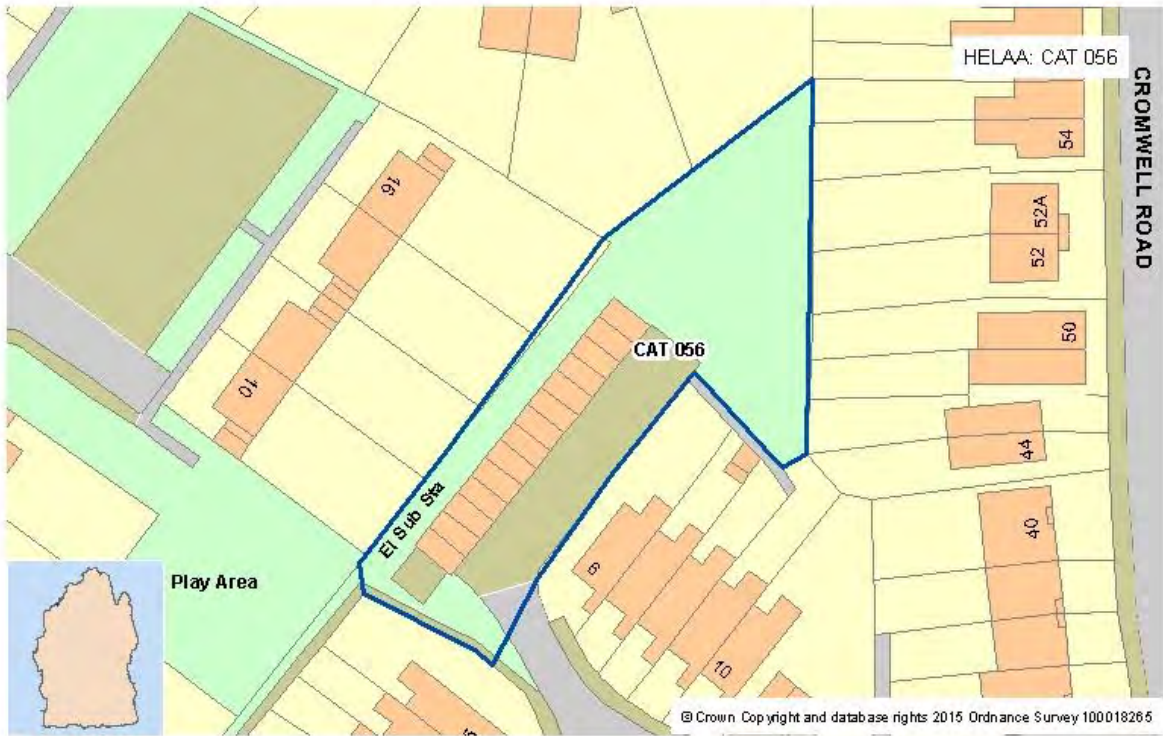 HELAA: CAT 056
CROMWELL ROAD
54
16
52A
52
50
CAT 056
10
44
El Sub Sta
40
6
Play Area
10
© Crown Copyright and database rights 2015 Ordnance Survey 100018265